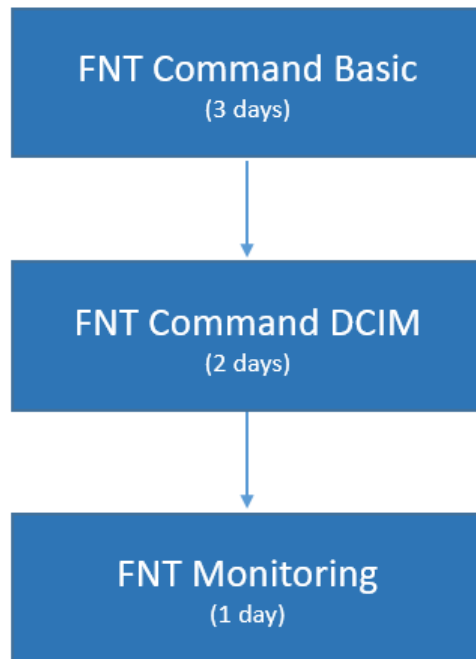 FNT Command Basic
(3 days)
FNT Command DCIM
(2 days)
FNT Monitoring
(1 day)